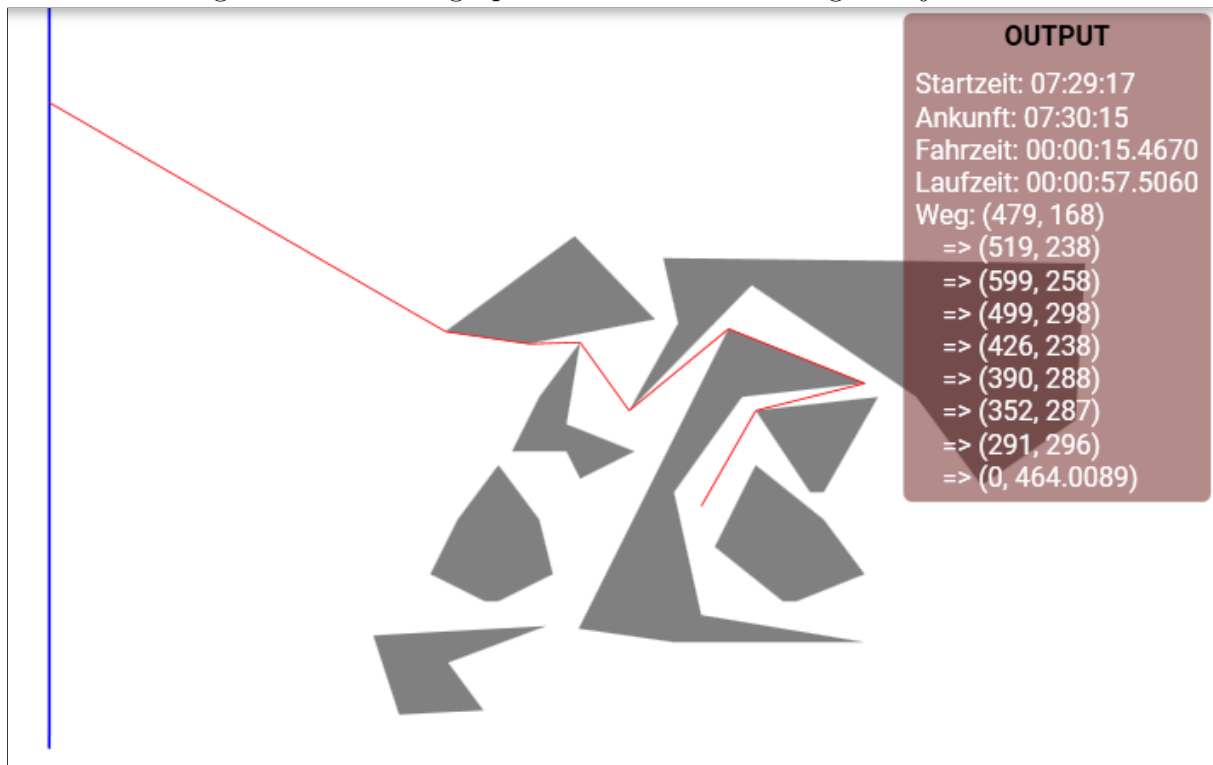 OUTPUT
Startzeit: 07:29:17
Ankunft: 07:30:15
Fahrzeit: 00:00:15.4670
Laufzeit: 00:00:57.5060
Weg: (479, 168)
=> (519, 238)
=> (599, 258)
=> (499, 298)
=> (426, 238)
=> (390, 288)
=> (352, 287)
=> (291, 296)
=> (0, 464.0089)